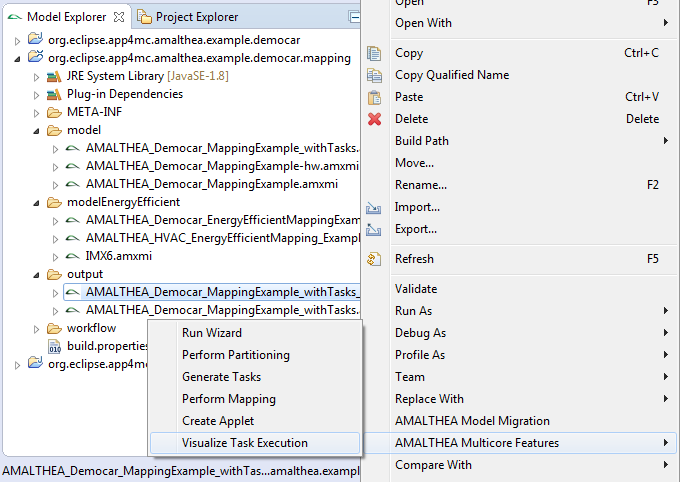 Model Explorer
Project Explorer
org.eclipse.app4mc.amalthea.example.democar
org.eclipse.app4mc.amalthea.example.democar.mapping
JRE System Library [JavaSE-1.8]
Plug-in Dependencies
META-INF
model
AMALTHEA_Democar_MappingExample_withTasks.
AMALTHEA_Democar_MappingExample-hw.amxmi
AMALTHEA_Democar_MappingExample.amxmi
modelEnergyEfficient
AMALTHEA_Democar_EnergyEfficientMappingExam
AMALTHEA_HVAC_EnergyEfficientMapping_Exampl
IMX6.amxmi
output
AMALTHEA_Democar_MappingExample_withTasks_
AMALTHEA_Democar_MappingExample_withTasks.
workflow
build.properties
org.eclipse.app4mc
AMALTHEA_Democar_MappingExample_withTas...amalthea.exampl
Run Wizard
Perform Partitioning
Generate Tasks
Perform Mapping
Create Applet
Visualize Task Execution
Open F3
Open With
Copy Ctrl+C
Copy Qualified Name
Paste Ctrl+V
Delete Delete
Build Path
Move...
Rename... F2
Import...
Export...
Refresh F5
Validate
Run As
Debug As
Profile As
Team
Replace With
AMALTHEA Model Migration
AMALTHEA Multicore Features
Compare With